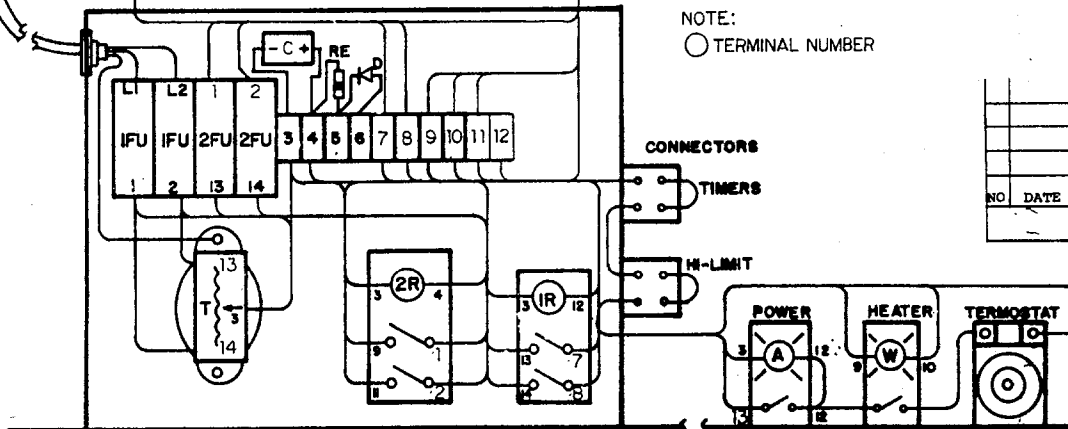 NOTE:
TERMINAL NUMBER
- C +
RE
D
L1 L2 1 2
1FU 1FU 2FU 2FU 3 4 5 6 7 8 9 10 11 12
1 2 13 14
CONNECTORS
TIMERS
NO DATE
HI-LIMIT
13
T 3
14
3 2R 4
9 1
11 2
3 1R 12
13 7
14 8
POWER HEATER TERMOSTAT
3 A 12 9 W 10
13 12